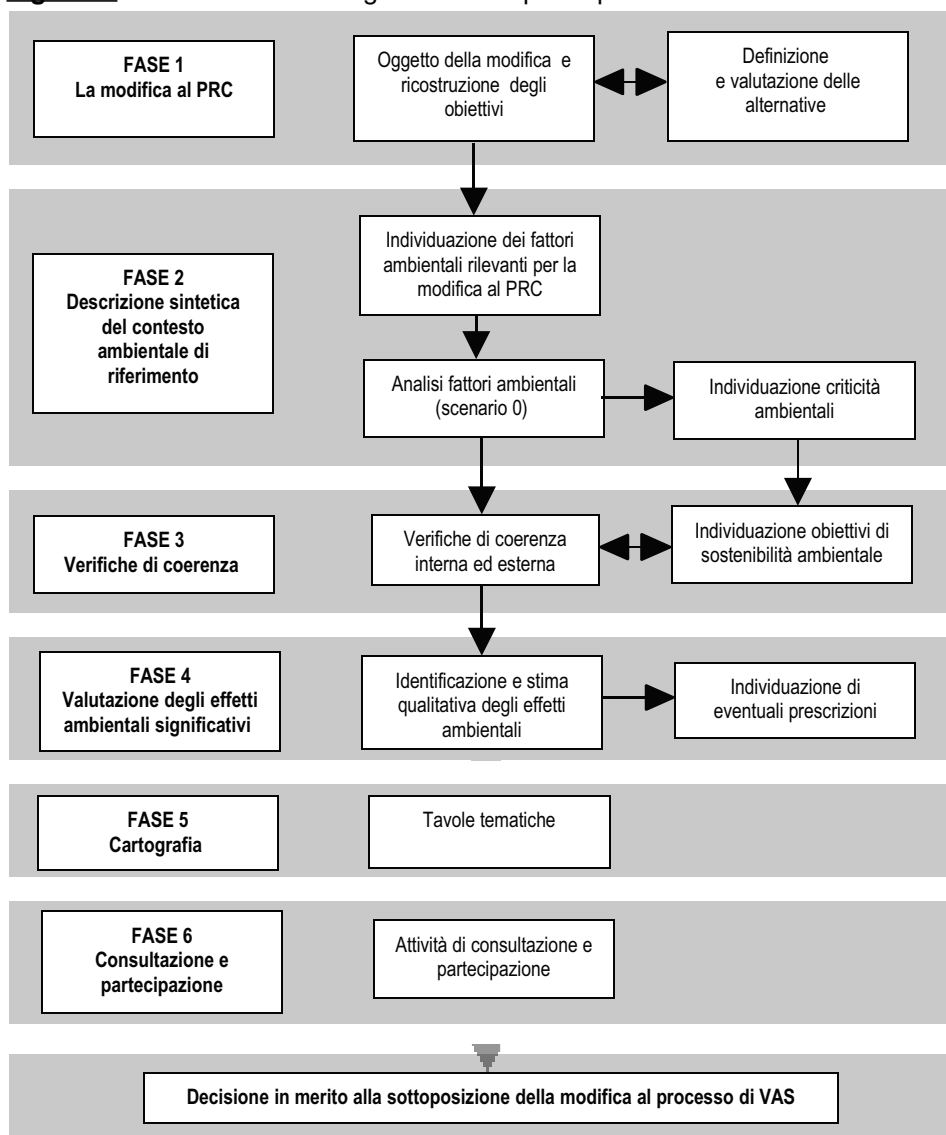 FASE 1
La modifica al PRC
Oggetto della modifica e
ricostruzione degli
obiettivi
Definizione
e valutazione delle
alternative
FASE 2
Descrizione sintetica
del contesto
ambientale di
riferimento
Individuazione dei fattori
ambientali rilevanti per la
modifica al PRC
Analisi fattori ambientali
(scenario 0)
Individuazione criticità
ambientali
FASE 3
Verifiche di coerenza
Verifiche di coerenza
interna ed esterna
Individuazione obiettivi di
sostenibilità ambientale
FASE 4
Valutazione degli effetti
ambientali significativi
Identificazione e stima
qualitativa degli effetti
ambientali
Individuazione di
eventuali prescrizioni
FASE 5
Cartografia
Tavole tematiche
FASE 6
Consultazione e
partecipazione
Attività di consultazione e
partecipazione
Decisione in merito alla sottoposizione della modifica al processo di VAS